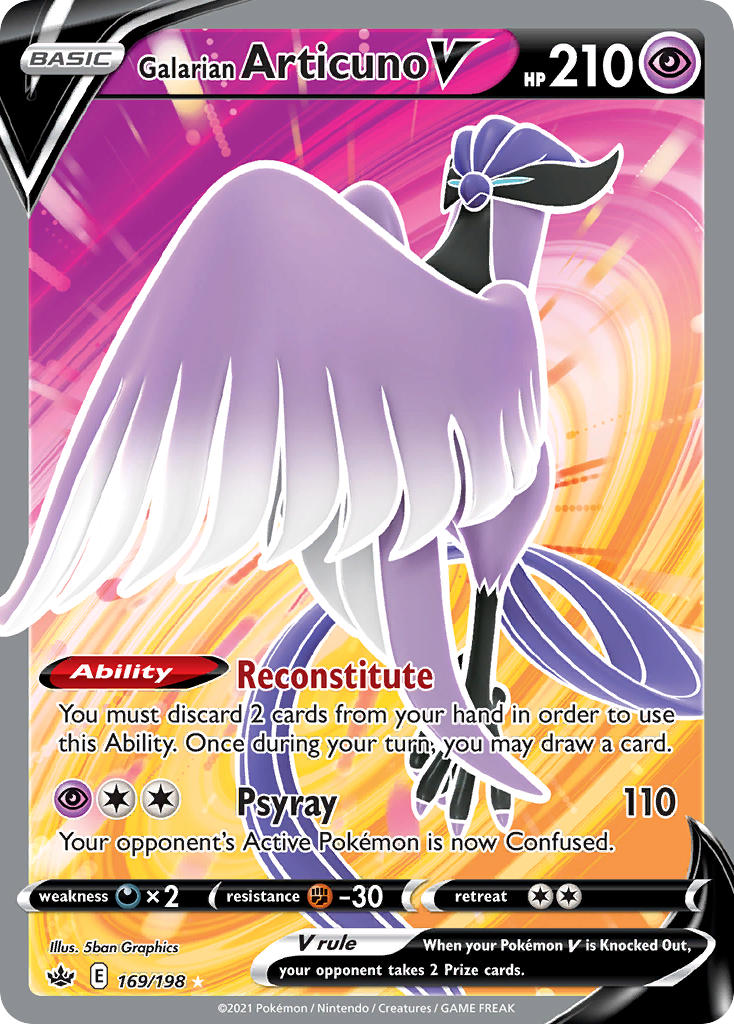 BASIC Galarian Articuno V HP 210
Ability Reconstitute
You must discard 2 cards from your hand in order to use
this Ability. Once during your turn, you may draw a card.
Psyray 110
Your opponent's Active Pokémon is now Confused.
weakness ×2 resistance -30 retreat
Illus. 5ban Graphics
V rule When your Pokémon V is Knocked Out,
your opponent takes 2 Prize cards.
E 169/198
©2021 Pokémon / Nintendo / Creatures / GAME FREAK